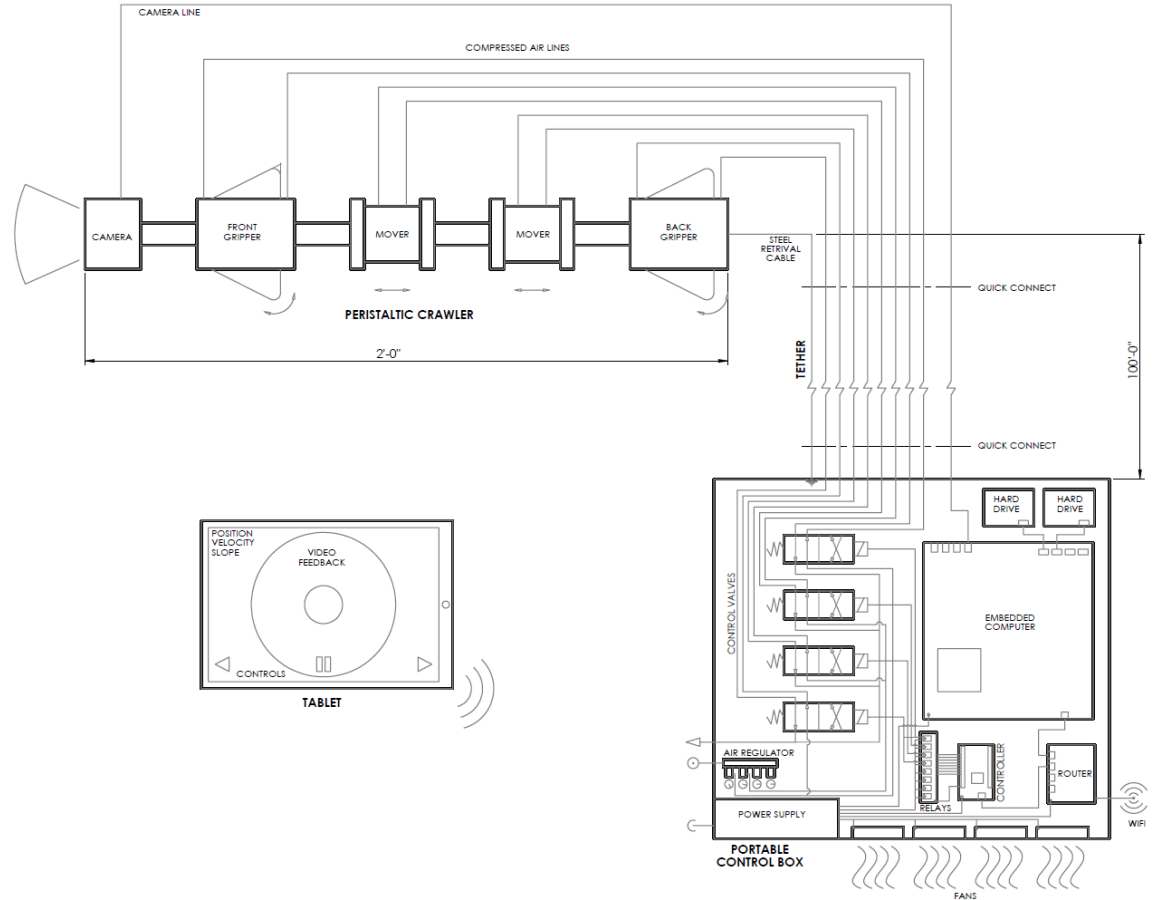 CAMERA LINE
COMPRESSED AIR LINES
CAMERA
FRONT
GRIPPER
MOVER
MOVER
BACK
GRIPPER
STEEL
RETRIVAL
CABLE
QUICK CONNECT
PERISTALTIC CRAWLER
2'-0"
TETHER
100'-0"
QUICK CONNECT
POSITION
VELOCITY
SLOPE
VIDEO
FEEDBACK
CONTROLS
TABLET
HARD
DRIVE
HARD
DRIVE
CONTROL VALVES
EMBEDDED
COMPUTER
AIR REGULATOR
CONTROLLER
ROUTER
RELAYS
POWER SUPPLY
WIFI
PORTABLE
CONTROL BOX
FANS